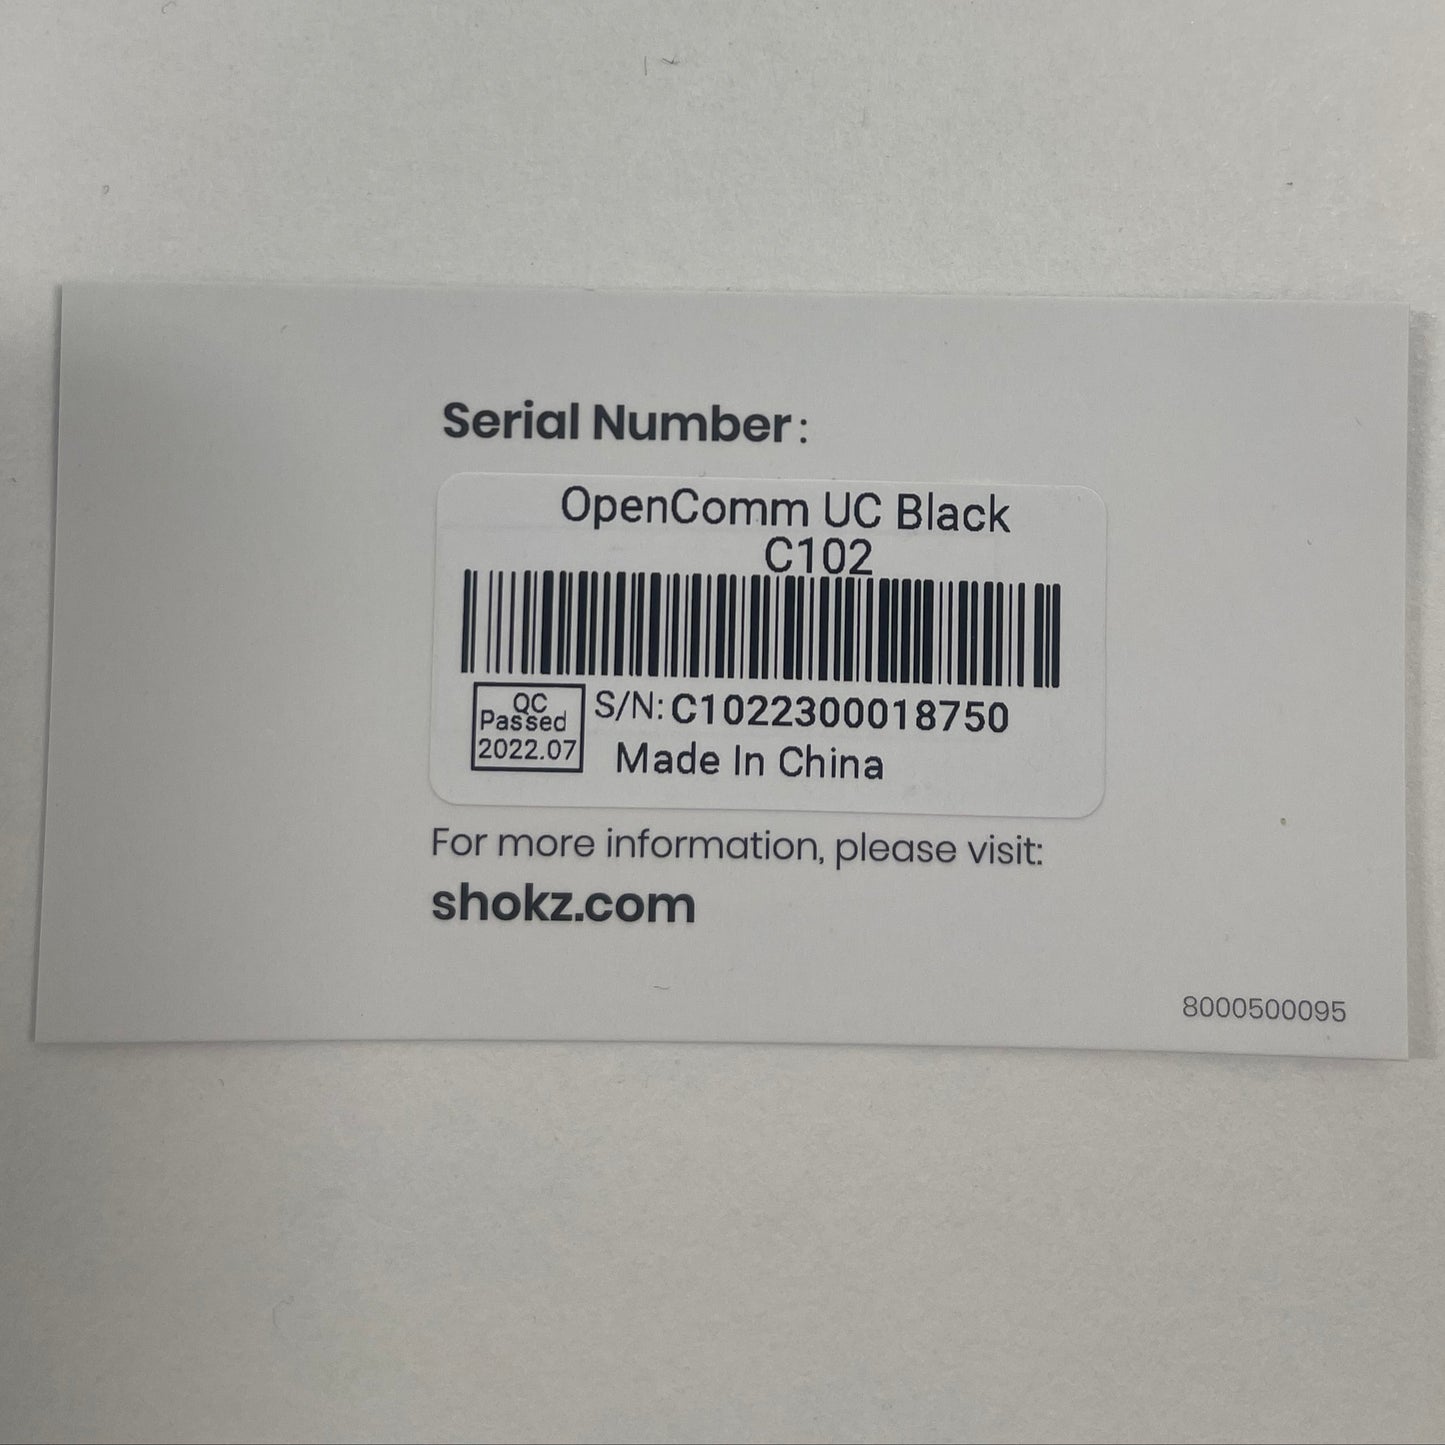 Serial Number:
OpenComm UC Black
C102
QC
Passed
2022.07
S/N: C1022300018750
Made In China
For more information, please visit:
shokz.com
8000500095